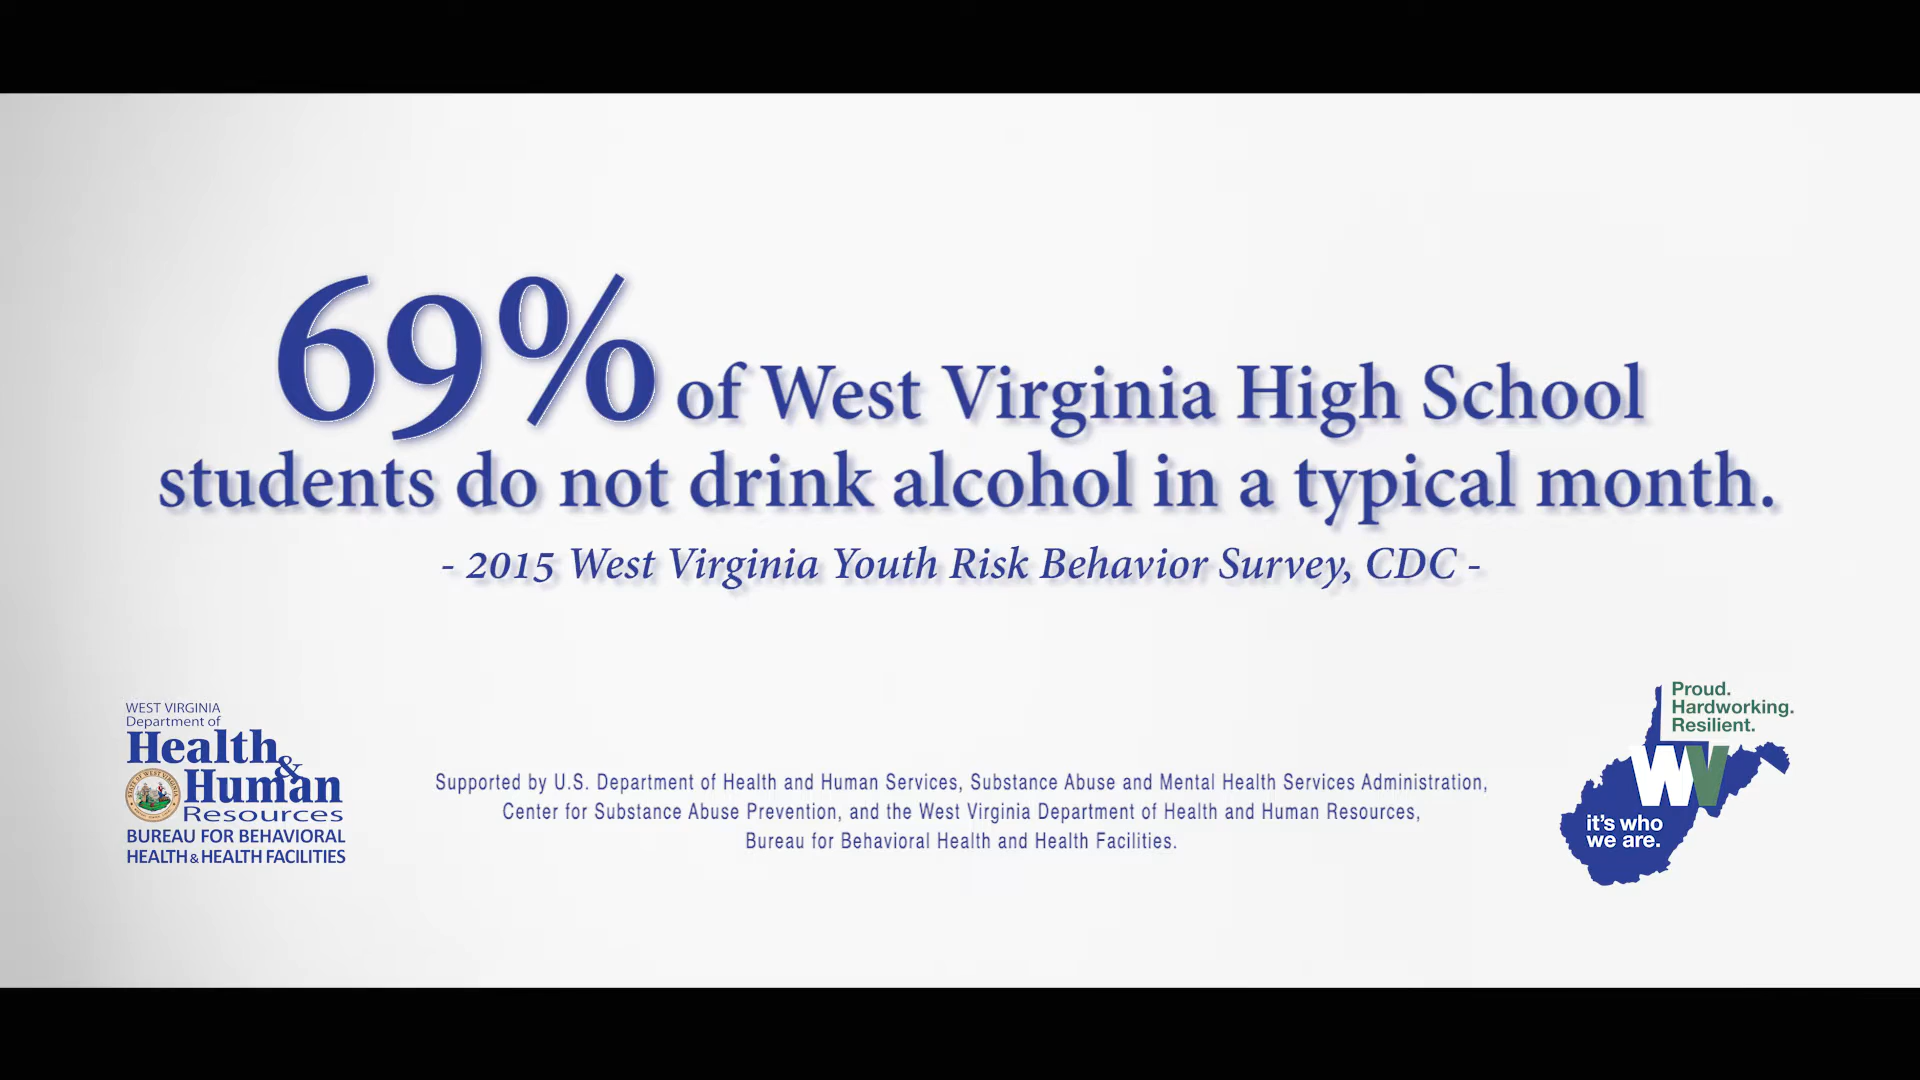 69% of West Virginia High School
students do not drink alcohol in a typical month.
- 2015 West Virginia Youth Risk Behavior Survey, CDC -
WEST VIRGINIA
Department of
Health
&
Human
Resources
BUREAU FOR BEHAVIORAL
HEALTH & HEALTH FACILITIES
Supported by U.S. Department of Health and Human Services, Substance Abuse and Mental Health Services Administration,
Center for Substance Abuse Prevention, and the West Virginia Department of Health and Human Resources,
Bureau for Behavioral Health and Health Facilities.
Proud.
Hardworking.
Resilient.
WV
it's who
we are.